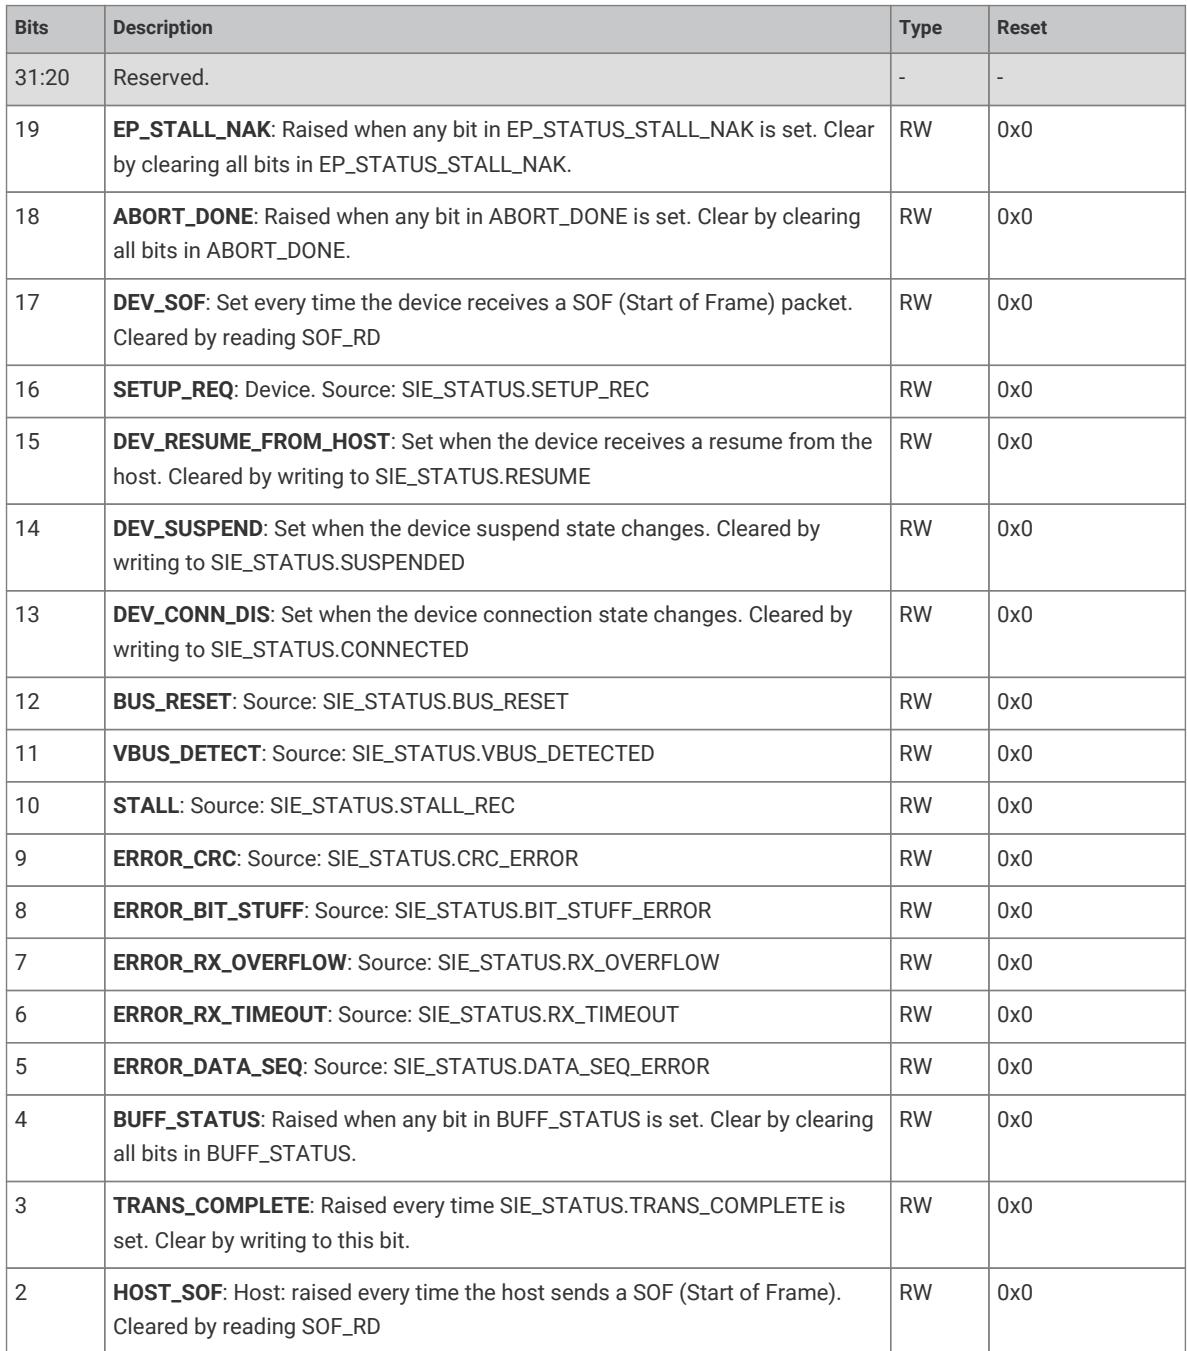 Bits Description Type Reset
31:20 Reserved. - -
19 EP_STALL_NAK: Raised when any bit in EP_STATUS_STALL_NAK is set. Clear RW 0x0
by clearing all bits in EP_STATUS_STALL_NAK.
18 ABORT_DONE: Raised when any bit in ABORT_DONE is set. Clear by clearing RW 0x0
all bits in ABORT_DONE.
17 DEV_SOF: Set every time the device receives a SOF (Start of Frame) packet. RW 0x0
Cleared by reading SOF_RD
16 SETUP_REQ: Device. Source: SIE_STATUS.SETUP_REC RW 0x0
15 DEV_RESUME_FROM_HOST: Set when the device receives a resume from the RW 0x0
host. Cleared by writing to SIE_STATUS.RESUME
14 DEV_SUSPEND: Set when the device suspend state changes. Cleared by RW 0x0
writing to SIE_STATUS.SUSPENDED
13 DEV_CONN_DIS: Set when the device connection state changes. Cleared by RW 0x0
writing to SIE_STATUS.CONNECTED
12 BUS_RESET: Source: SIE_STATUS.BUS_RESET RW 0x0
11 VBUS_DETECT: Source: SIE_STATUS.VBUS_DETECTED RW 0x0
10 STALL: Source: SIE_STATUS.STALL_REC RW 0x0
9 ERROR_CRC: Source: SIE_STATUS.CRC_ERROR RW 0x0
8 ERROR_BIT_STUFF: Source: SIE_STATUS.BIT_STUFF_ERROR RW 0x0
7 ERROR_RX_OVERFLOW: Source: SIE_STATUS.RX_OVERFLOW RW 0x0
6 ERROR_RX_TIMEOUT: Source: SIE_STATUS.RX_TIMEOUT RW 0x0
5 ERROR_DATA_SEQ: Source: SIE_STATUS.DATA_SEQ_ERROR RW 0x0
4 BUFF_STATUS: Raised when any bit in BUFF_STATUS is set. Clear by clearing RW 0x0
all bits in BUFF_STATUS.
3 TRANS_COMPLETE: Raised every time SIE_STATUS.TRANS_COMPLETE is RW 0x0
set. Clear by writing to this bit.
2 HOST_SOF: Host: raised every time the host sends a SOF (Start of Frame). RW 0x0
Cleared by reading SOF_RD